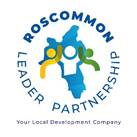 ROSCOMMON
LEADER PARTNERSHIP
Your Local Development Company